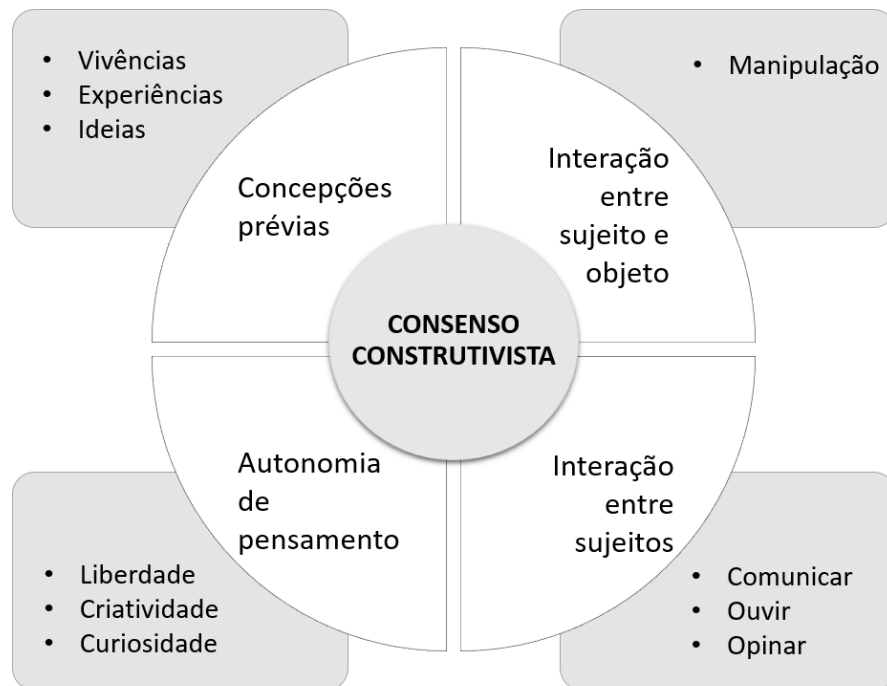 • Vivências
• Experiências
• Ideias
• Manipulação
Concepções
prévias
Interação
entre
sujeito e
objeto
CONSENSO
CONSTRUTIVISTA
Autonomia
de
pensamento
Interação
entre
sujeitos
• Liberdade
• Criatividade
• Curiosidade
• Comunicar
• Ouvir
• Opinar